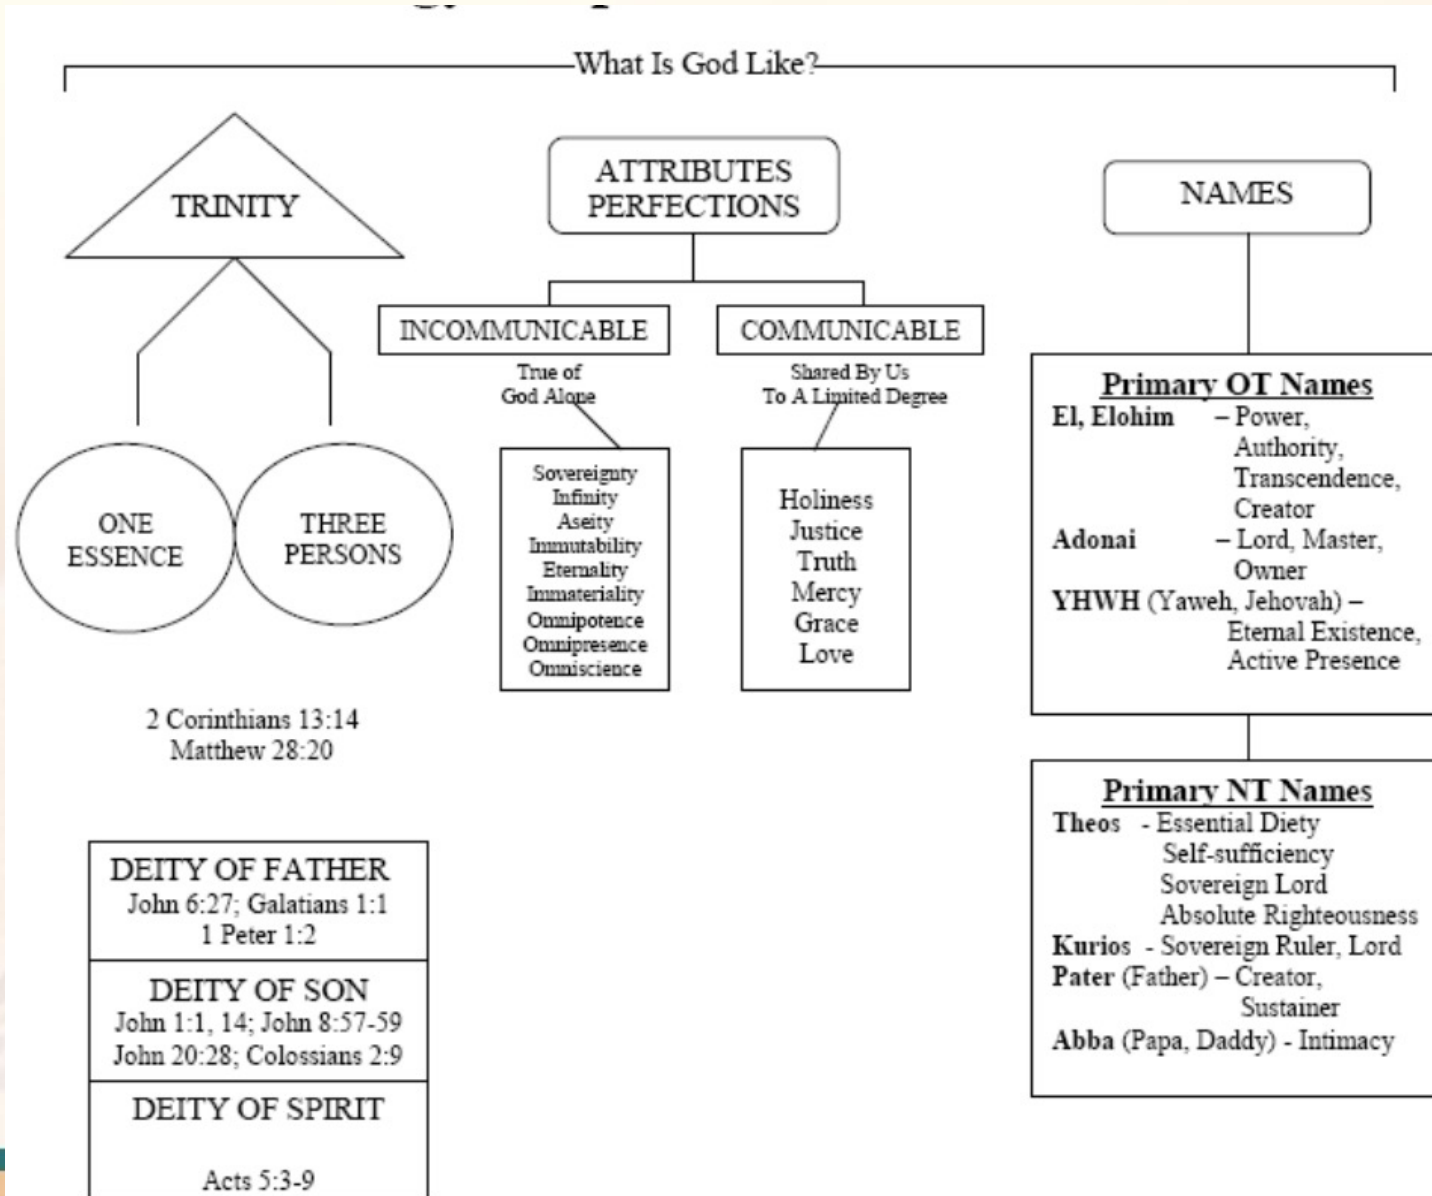 What Is God Like?
TRINITY
ONE
ESSENCE
THREE
PERSONS
2 Corinthians 13:14
Matthew 28:20
DEITY OF FATHER
John 6:27; Galatians 1:1
1 Peter 1:2
DEITY OF SON
John 1:1, 14; John 8:57-59
John 20:28; Colossians 2:9
DEITY OF SPIRIT
Acts 5:3-9
ATTRIBUTES
PERFECTIONS
INCOMMUNICABLE
True of
God Alone
Sovereignty
Infinity
Aseity
Immutability
Eternality
Immateriality
Omnipotence
Omnipresence
Omniscience
COMMUNICABLE
Shared By Us
To A Limited Degree
Holiness
Justice
Truth
Mercy
Grace
Love
NAMES
Primary OT Names
El, Elohim – Power,
Authority,
Transcendence,
Creator
Adonai – Lord, Master,
Owner
YHWH (Yaweh, Jehovah) –
Eternal Existence,
Active Presence
Primary NT Names
Theos - Essential Diety
Self-sufficiency
Sovereign Lord
Absolute Righteousness
Kurios - Sovereign Ruler, Lord
Pater (Father) – Creator,
Sustainer
Abba (Papa, Daddy) - Intimacy